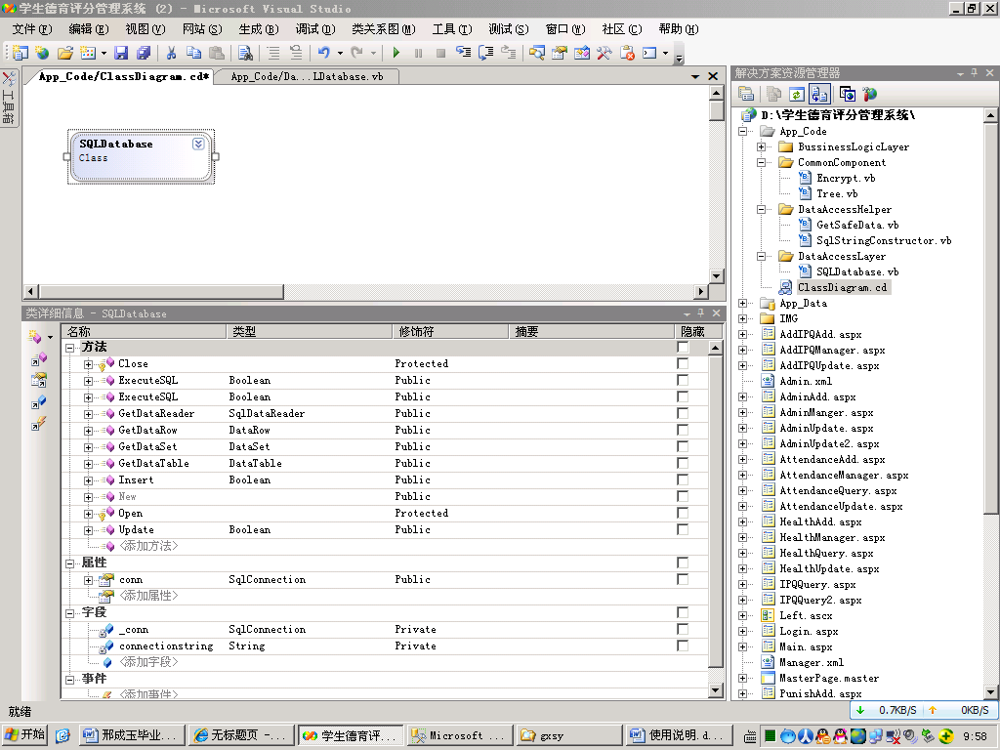 学生德育评分管理系统 (2) - Microsoft Visual Studio
文件(F) 编辑(E) 视图(V) 网站(S) 生成(B) 调试(D) 类关系图(M) 工具(T) 测试(S) 窗口(W) 社区(C) 帮助(H)
工具箱
App_Code/ClassDiagram.cd* App_Code/Da...LDatabase.vb
SQLDatabase
Class
类详细信息 - SQLDatabase
名称 类型 修饰符 摘要 隐藏
方法
Close Protected
ExecuteSQL Boolean Public
ExecuteSQL Boolean Public
GetDataReader SqlDataReader Public
GetDataRow DataRow Public
GetDataSet DataSet Public
GetDataTable DataTable Public
Insert Boolean Public
New Public
Open Protected
Update Boolean Public
<添加方法>
属性
conn SqlConnection Public
<添加属性>
字段
_conn SqlConnection Private
connectionstring String Private
<添加字段>
事件
<添加事件>
解决方案资源管理器
D:\学生德育评分管理系统\
App_Code
BussinessLogicLayer
CommonComponent
Encrypt.vb
Tree.vb
DataAccessHelper
GetSafeData.vb
SqlStringConstructor.vb
DataAccessLayer
SQLDatabase.vb
ClassDiagram.cd
App_Data
IMG
AddIPQAdd.aspx
AddIPQManager.aspx
AddIPQUpdate.aspx
Admin.xml
AdminAdd.aspx
AdminManger.aspx
AdminUpdate.aspx
AdminUpdate2.aspx
AttendanceAdd.aspx
AttendanceManager.aspx
AttendanceQuery.aspx
AttendanceUpdate.aspx
HealthAdd.aspx
HealthManager.aspx
HealthQuery.aspx
HealthUpdate.aspx
IPQQuery.aspx
IPQQuery2.aspx
Left.ascx
Login.aspx
Main.aspx
Manager.xml
MasterPage.master
PunishAdd.aspx
就绪
0.7KB/S 0KB/S
开始 邢成玉毕业... 无标题页 -... 学生德育评... Microsoft ... gxsy 使用说明.d... 9:58